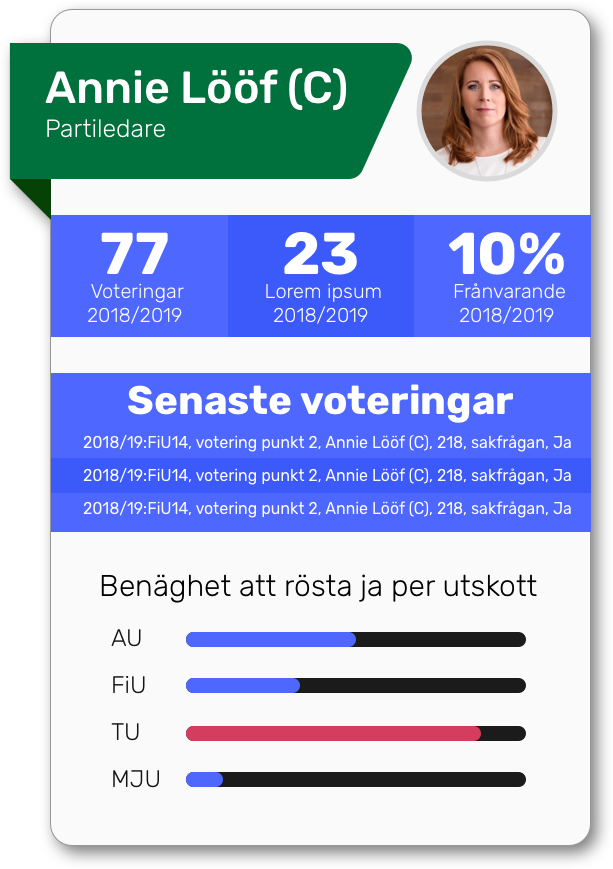 Annie Lööf (C)
Partiledare
77
Voteringar
2018/2019
23
Lorem ipsum
2018/2019
10%
Frånvarande
2018/2019
Senaste voteringar
2018/19:FiU14, votering punkt 2, Annie Lööf (C), 218, sakfrågan, Ja
2018/19:FiU14, votering punkt 2, Annie Lööf (C), 218, sakfrågan, Ja
2018/19:FiU14, votering punkt 2, Annie Lööf (C), 218, sakfrågan, Ja
Benäghet att rösta ja per utskott
AU
FiU
TU
MJU